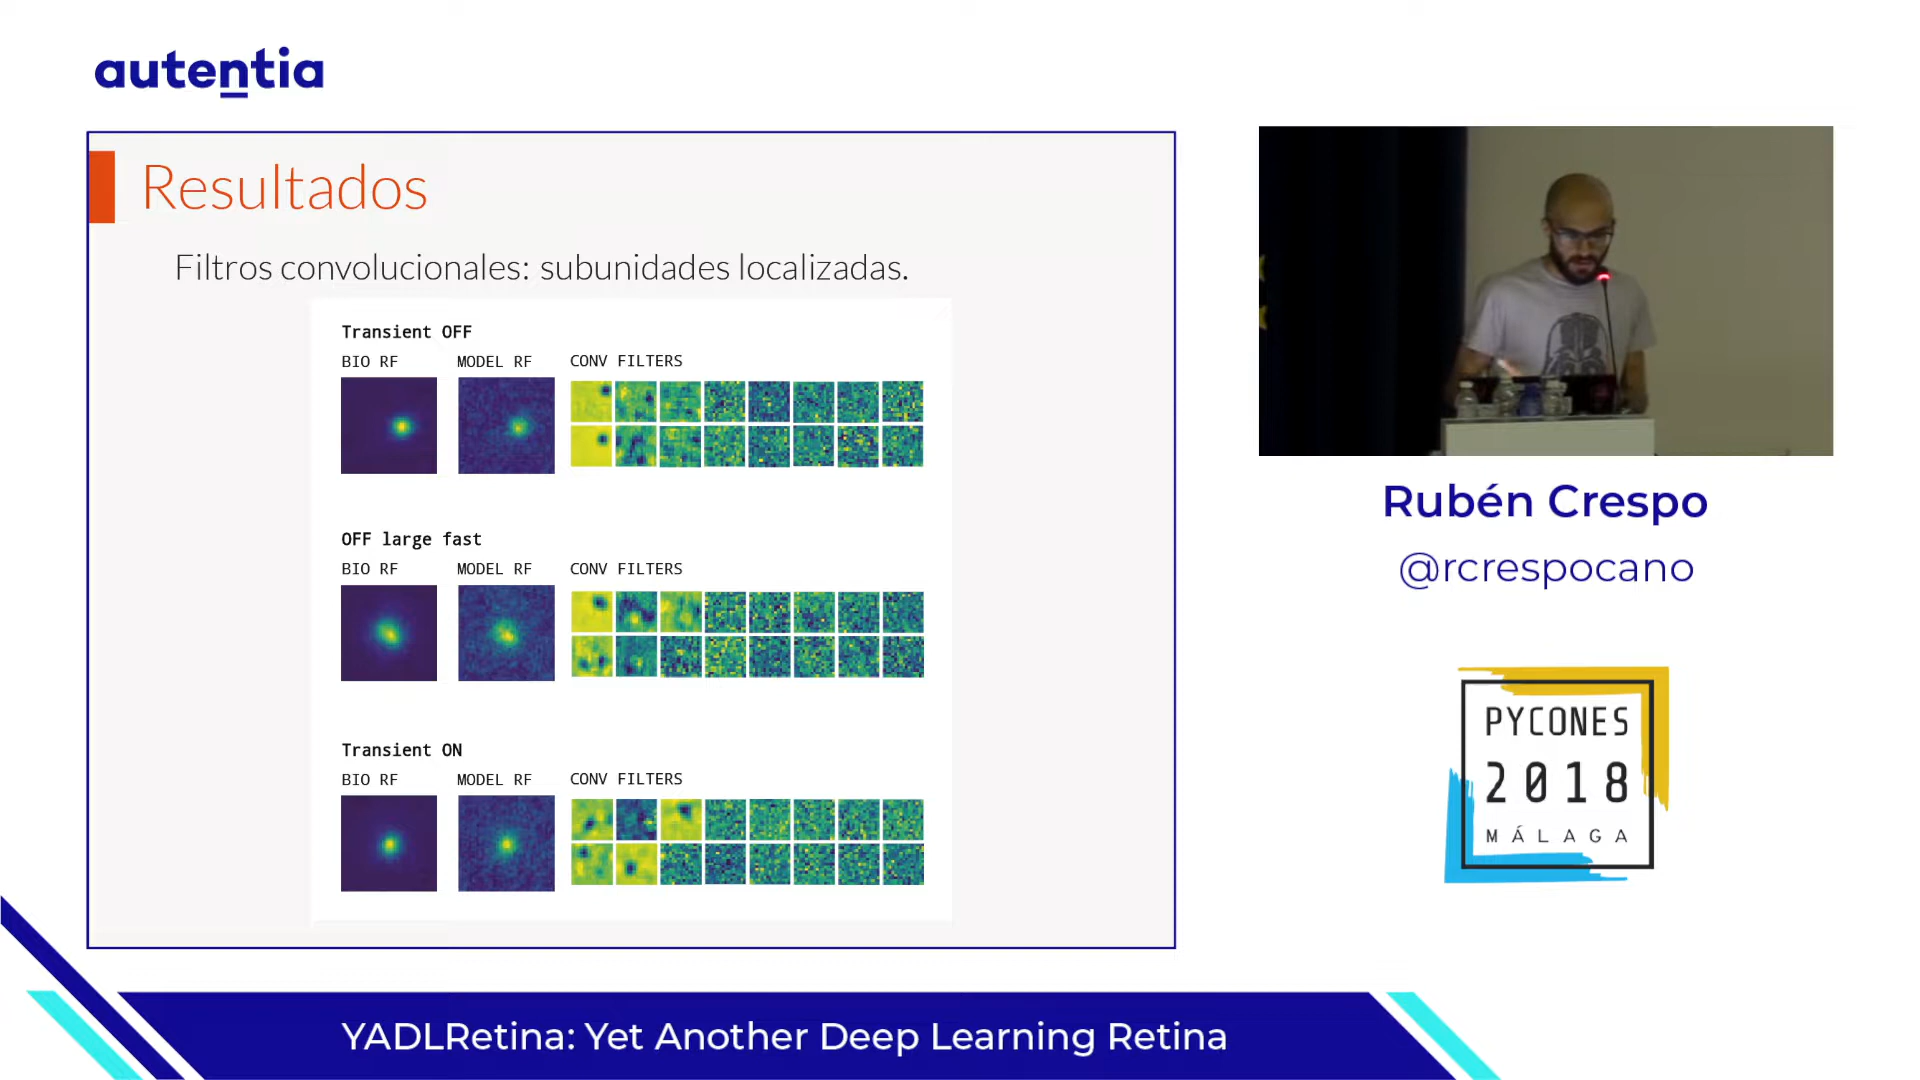 autentia
Resultados
Filtros convolucionales: subunidades localizadas.
Transient OFF
BIO RF MODEL RF CONV FILTERS
OFF large fast
BIO RF MODEL RF CONV FILTERS
Transient ON
BIO RF MODEL RF CONV FILTERS
Rubén Crespo
@rcrespocano
PYCONES
2018
MÁLAGA
YADLRetina: Yet Another Deep Learning Retina